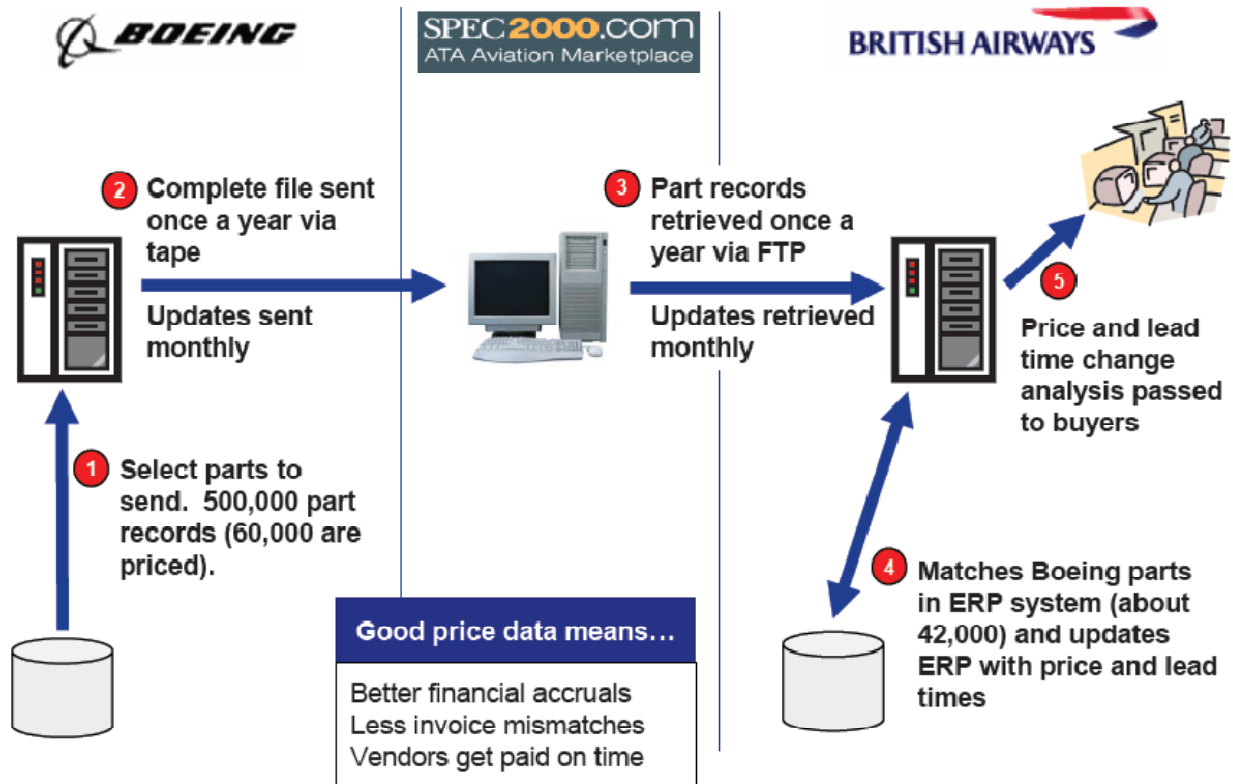 BOEING
SPEC 2000.COM
ATA Aviation Marketplace
BRITISH AIRWAYS
2 Complete file sent
once a year via
tape
Updates sent
monthly
3 Part records
retrieved once a
year via FTP
Updates retrieved
monthly
5
Price and lead
time change
analysis passed
to buyers
1 Select parts to
send. 500,000 part
records (60,000 are
priced).
4 Matches Boeing parts
in ERP system (about
42,000) and updates
ERP with price and lead
times
Good price data means...
Better financial accruals
Less invoice mismatches
Vendors get paid on time